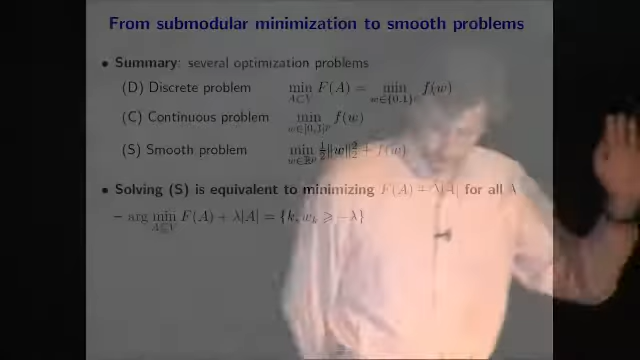 From submodular minimization to smooth problems
• Summary: several optimization problems
(D) Discrete problem min_{A⊂V} F(A) = min_{w∈{0,1}^p} f(w)
(C) Continuous problem min_{w∈[0,1]^p} f(w)
(S) Smooth problem min_{w∈ℝ^p} ½‖w‖₂² + f(w)
• Solving (S) is equivalent to minimizing F(A) + λ|A| for all λ
– arg min_{A⊆V} F(A) + λ|A| = {k, w_k ⩾ −λ}